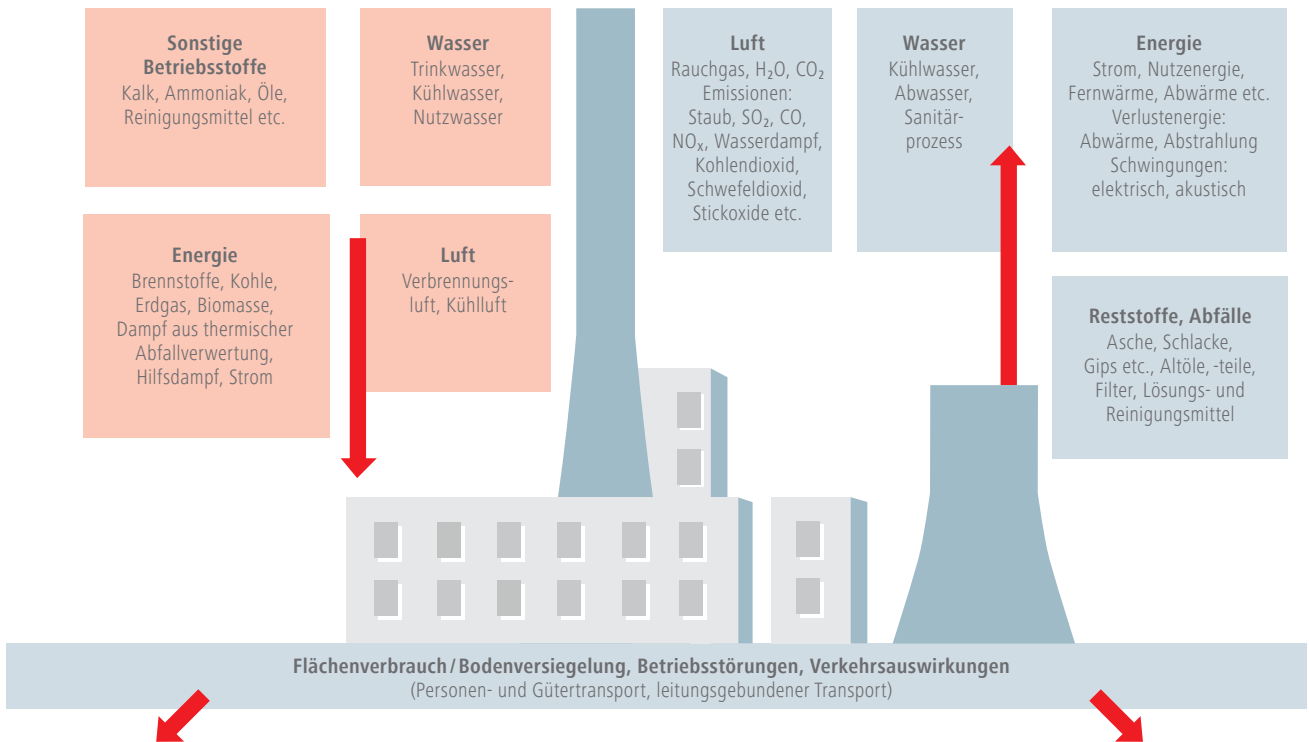 Sonstige
Betriebsstoffe
Kalk, Ammoniak, Öle,
Reinigungsmittel etc.
Wasser
Trinkwasser,
Kühlwasser,
Nutzwasser
Energie
Brennstoffe, Kohle,
Erdgas, Biomasse,
Dampf aus thermischer
Abfallverwertung,
Hilfsdampf, Strom
Luft
Verbrennungs-
luft, Kühlluft
Luft
Rauchgas, H₂O, CO₂
Emissionen:
Staub, SO₂, CO,
NOₓ, Wasserdampf,
Kohlendioxid,
Schwefeldioxid,
Stickoxide etc.
Wasser
Kühlwasser,
Abwasser,
Sanitär-
prozess
Energie
Strom, Nutzenergie,
Fernwärme, Abwärme etc.
Verlustenergie:
Abwärme, Abstrahlung
Schwingungen:
elektrisch, akustisch
Reststoffe, Abfälle
Asche, Schlacke,
Gips etc., Altöle, -teile,
Filter, Lösungs- und
Reinigungsmittel
Flächenverbrauch/Bodenversiegelung, Betriebsstörungen, Verkehrsauswirkungen
(Personen- und Gütertransport, leitungsgebundener Transport)